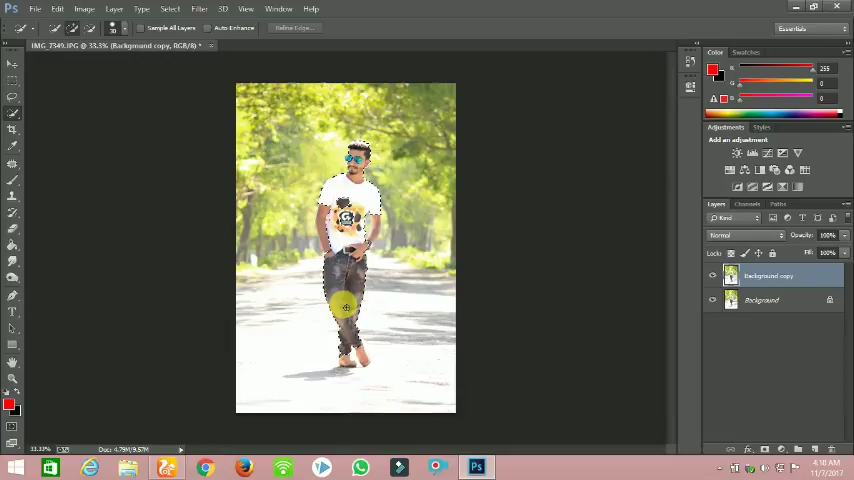 Ps File Edit Image Layer Type Select Filter 3D View Window Help
30 Sample All Layers Auto-Enhance Refine Edge... Essentials
IMG_7349.JPG @ 33.3% (Background copy, RGB/8) * ×
Color Swatches
R 255
G 0
B 0
Adjustments Styles
Add an adjustment
Layers Channels Paths
Kind
Normal Opacity: 100%
Lock: Fill: 100%
Background copy
Background
G
fx
33.33% Doc: 4.79M/9.57M
Ps
4:10 AM
11/7/2017